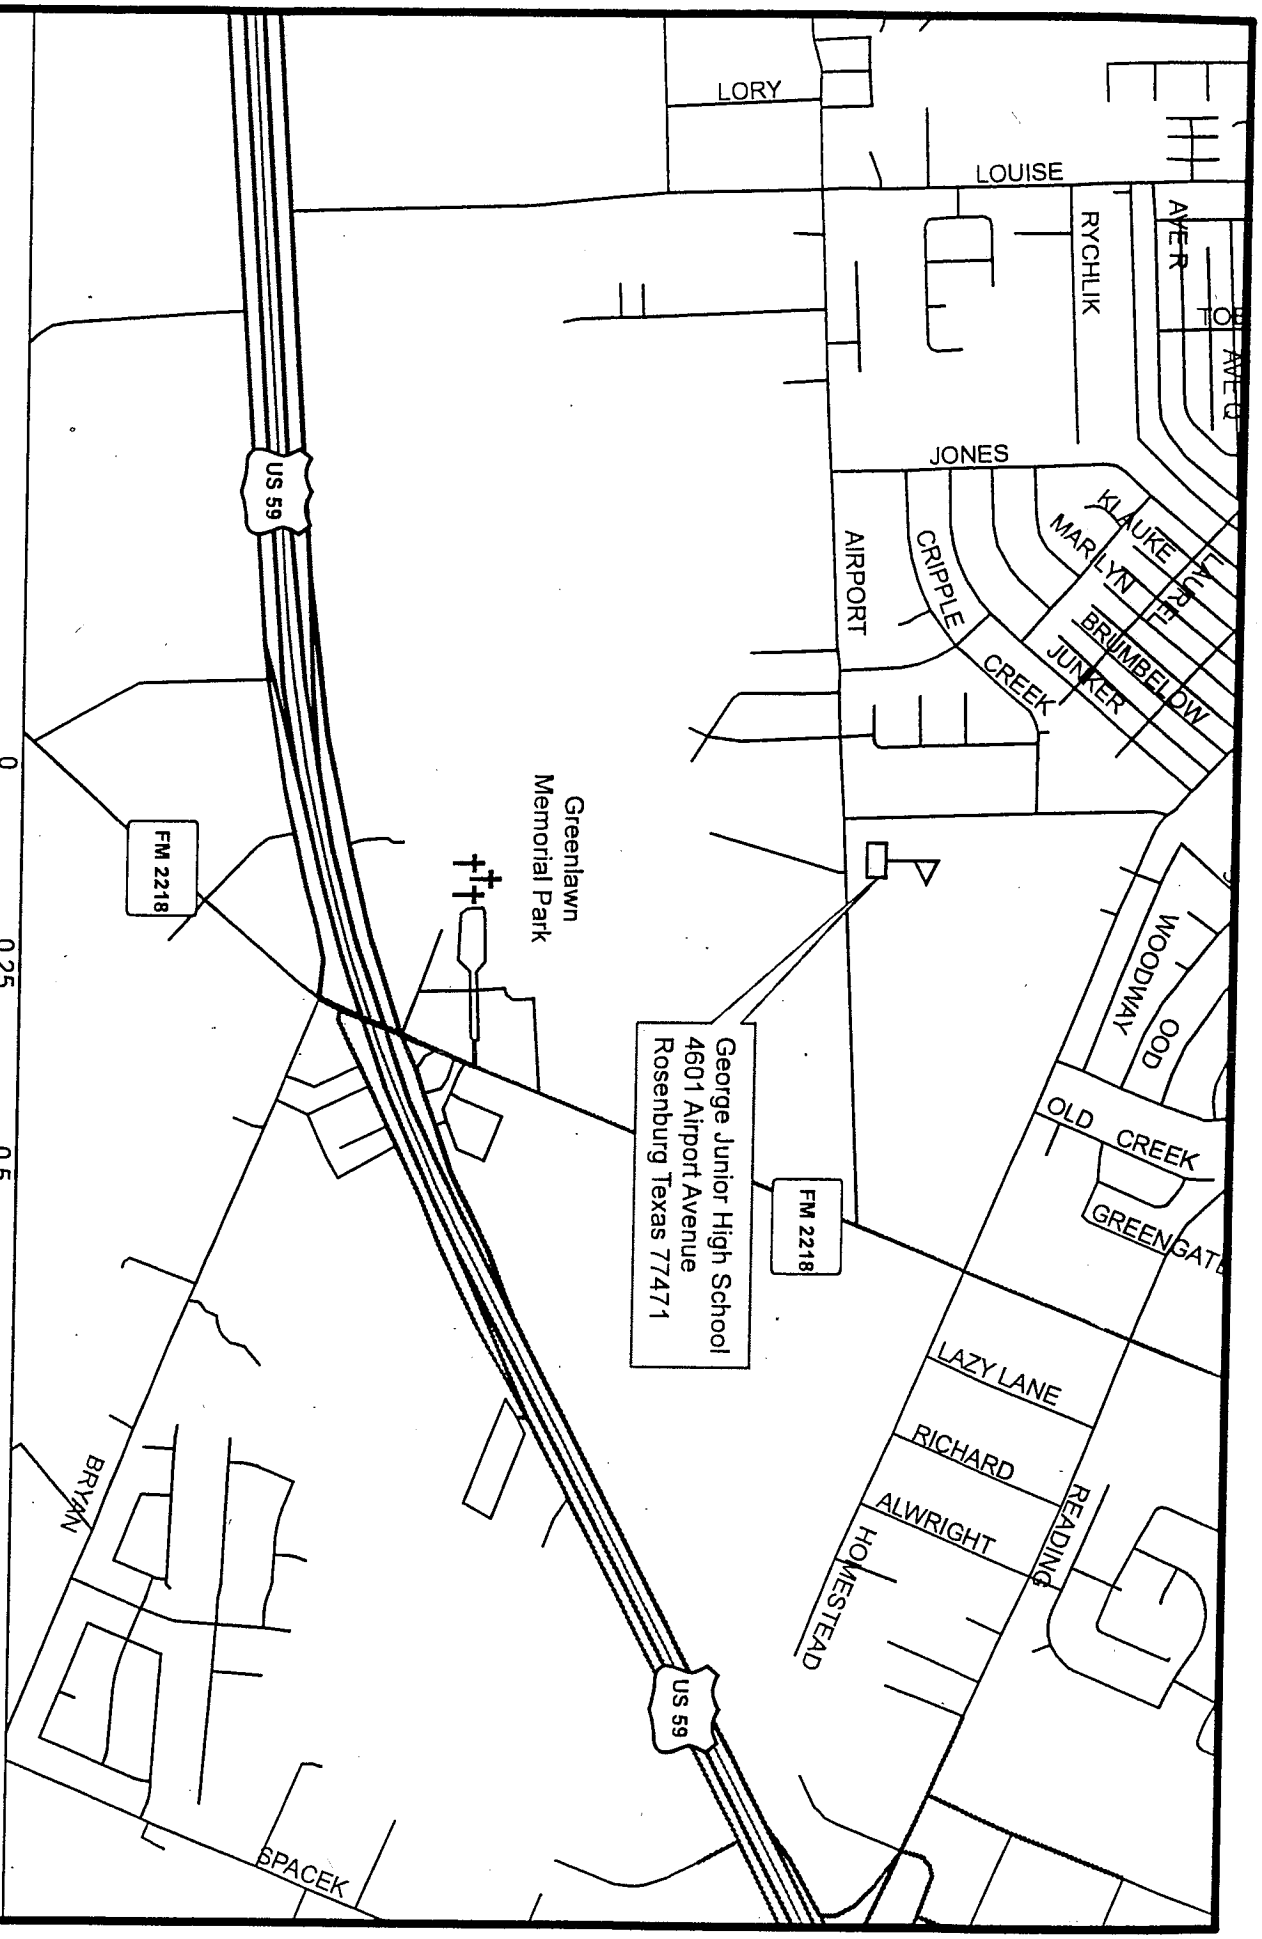 LORY
LOUISE
RYCHLIK
AVE R
AVE Q
JONES
KLAUKE
LAUREL
MARILYN
BRUMBELOW
JUNKER
AIRPORT
CRIPPLE
CREEK
US 59
Greenlawn
Memorial Park
FM 2218
WOODWAY
OOD
OLD CREEK
GREENGATE
George Junior High School
4601 Airport Avenue
Rosenburg Texas 77471
FM 2218
LAZY LANE
RICHARD
ALWRIGHT
READING
HOMESTEAD
US 59
BRYAN
SPACEK
0
0.25
0.5